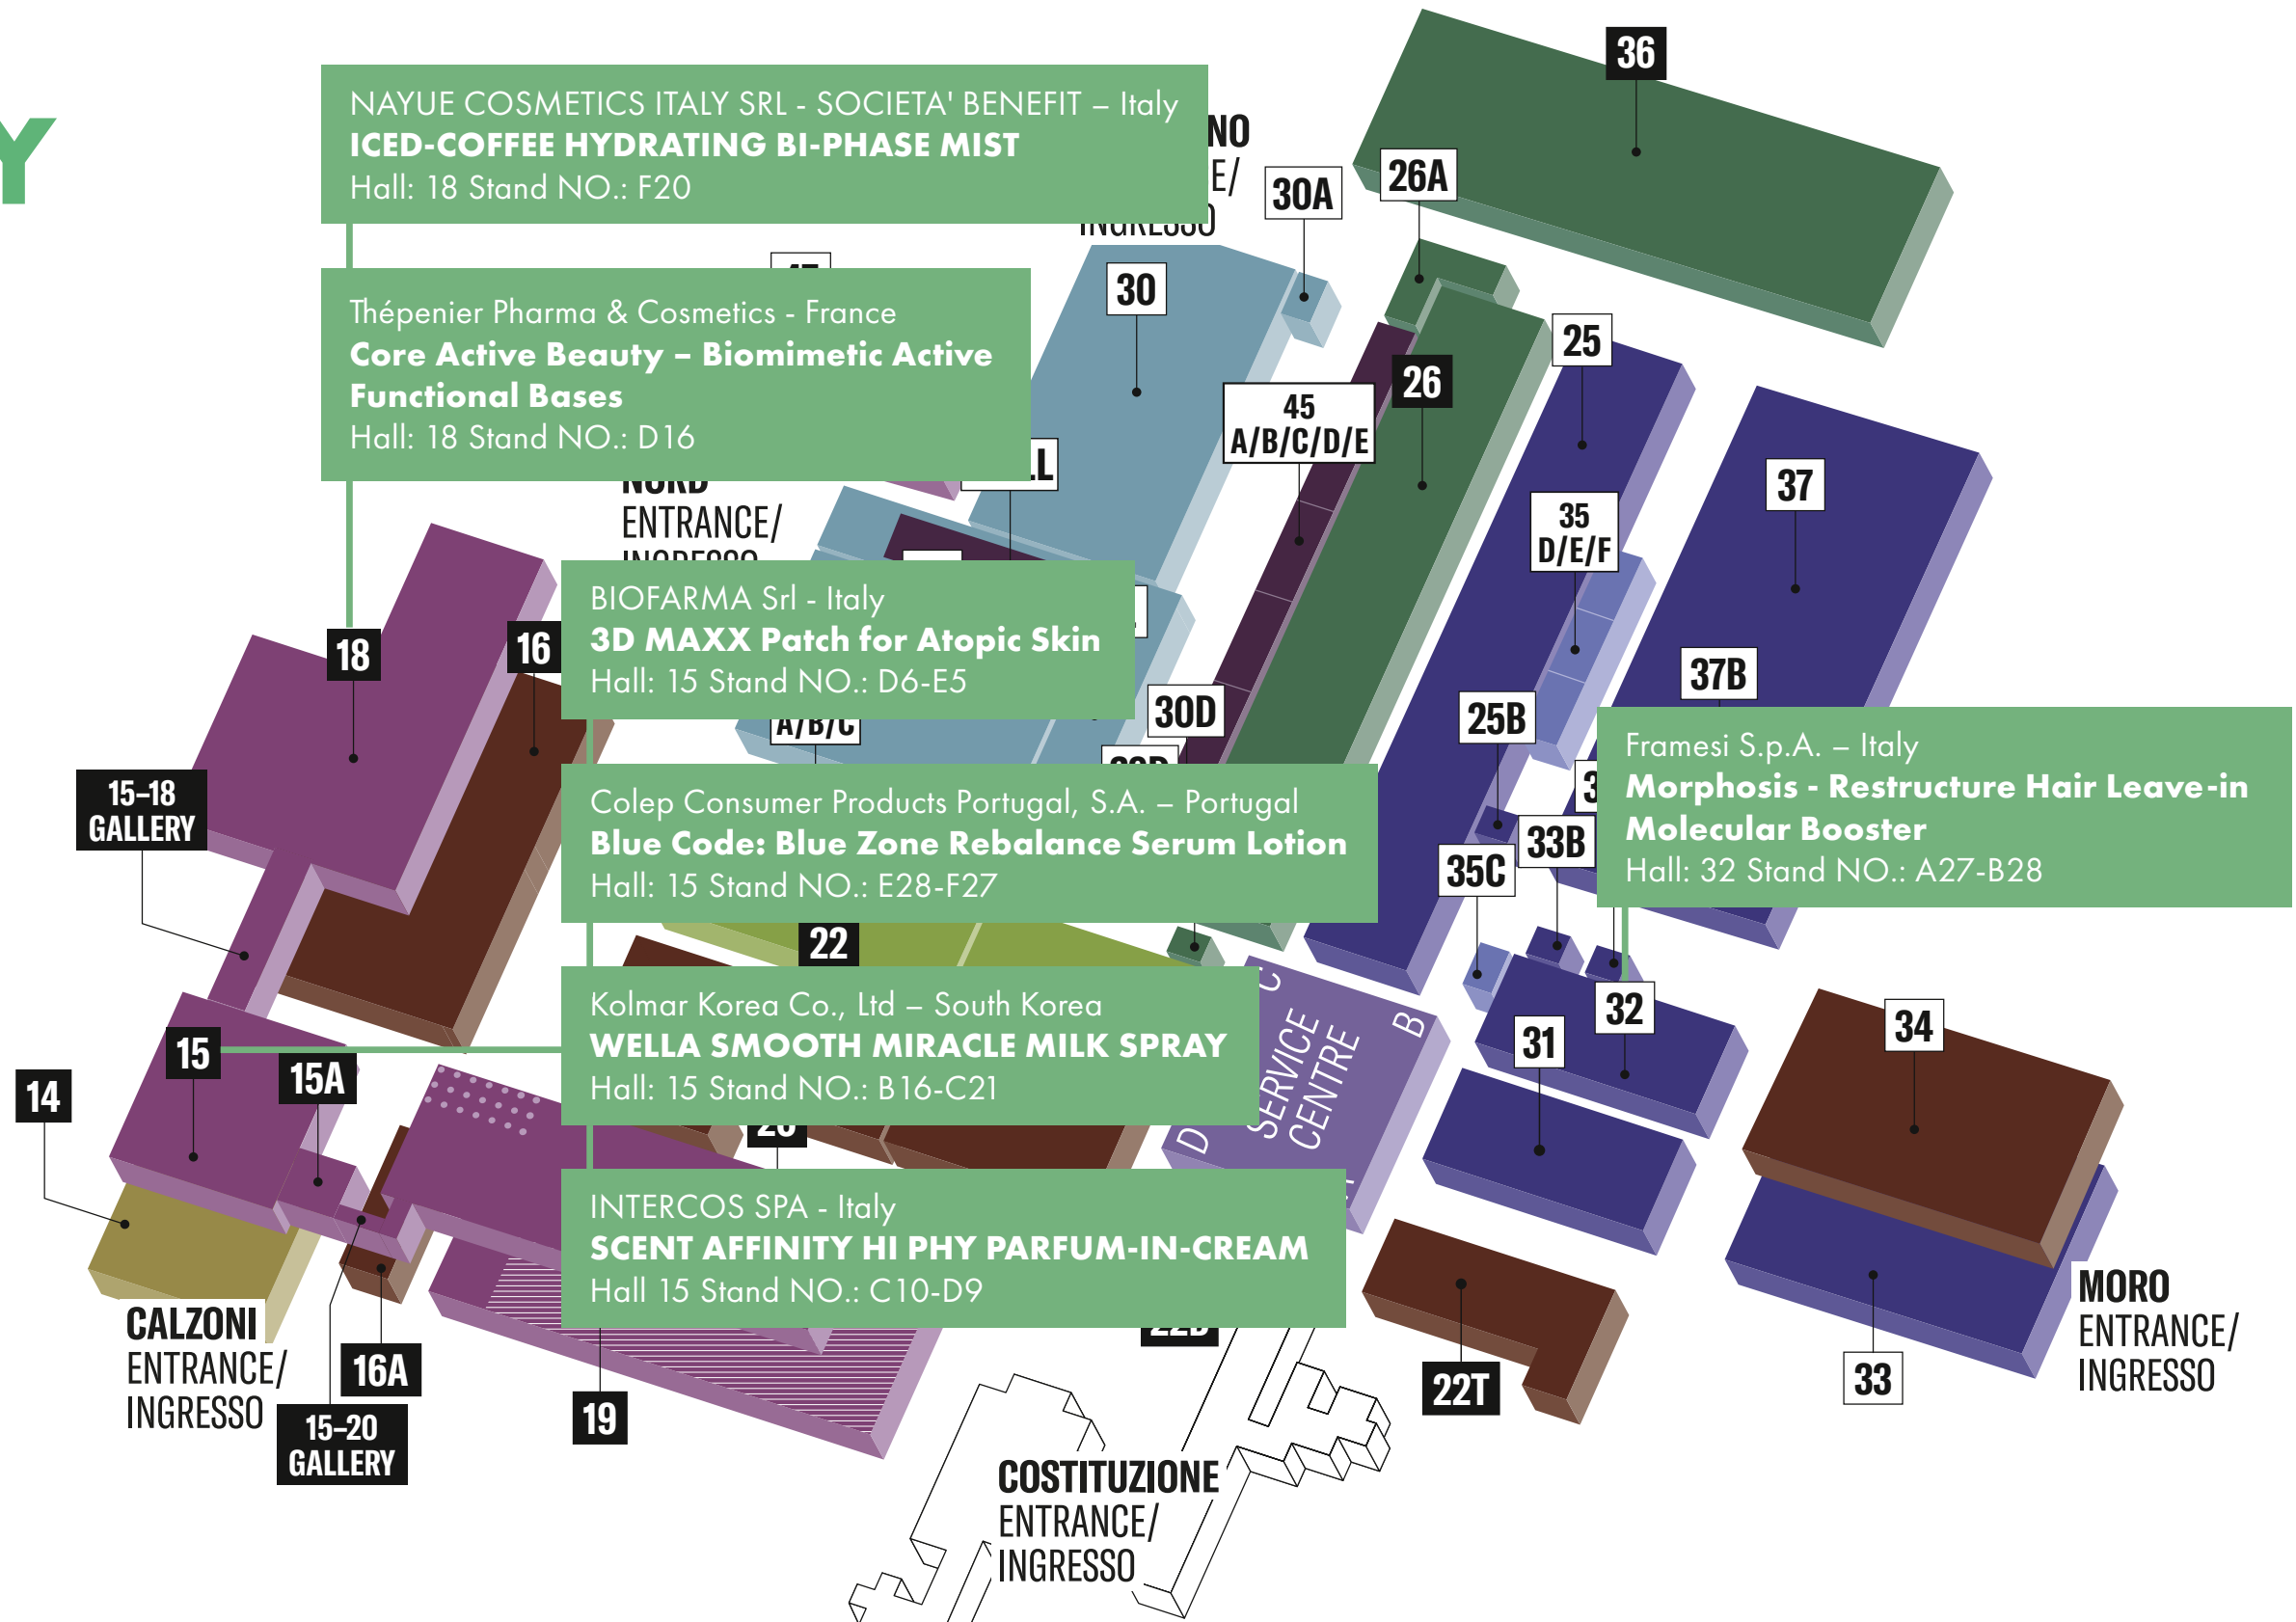 Y
NAYUE COSMETICS ITALY SRL - SOCIETA' BENEFIT – Italy
ICED-COFFEE HYDRATING BI-PHASE MIST
Hall: 18 Stand NO.: F20
Thépenier Pharma & Cosmetics - France
Core Active Beauty – Biomimetic Active
Functional Bases
Hall: 18 Stand NO.: D16
NORD
ENTRANCE/
INGRESSO
INGRESSO
36
26A
30A
30
25
26
45
A/B/C/D/E
37
35
D/E/F
BIOFARMA Srl - Italy
3D MAXX Patch for Atopic Skin
Hall: 15 Stand NO.: D6-E5
18
16
A/B/C
30D
37B
25B
15–18
GALLERY
Colep Consumer Products Portugal, S.A. – Portugal
Blue Code: Blue Zone Rebalance Serum Lotion
Hall: 15 Stand NO.: E28-F27
Framesi S.p.A. – Italy
Morphosis - Restructure Hair Leave-in
Molecular Booster
Hall: 32 Stand NO.: A27-B28
33B
35C
22
Kolmar Korea Co., Ltd – South Korea
WELLA SMOOTH MIRACLE MILK SPRAY
Hall: 15 Stand NO.: B16-C21
C
B
SERVICE
CENTRE
D
32
31
34
15
15A
14
INTERCOS SPA - Italy
SCENT AFFINITY HI PHY PARFUM-IN-CREAM
Hall 15 Stand NO.: C10-D9
CALZONI
ENTRANCE/
INGRESSO
16A
15–20
GALLERY
19
22T
33
MORO
ENTRANCE/
INGRESSO
COSTITUZIONE
ENTRANCE/
INGRESSO